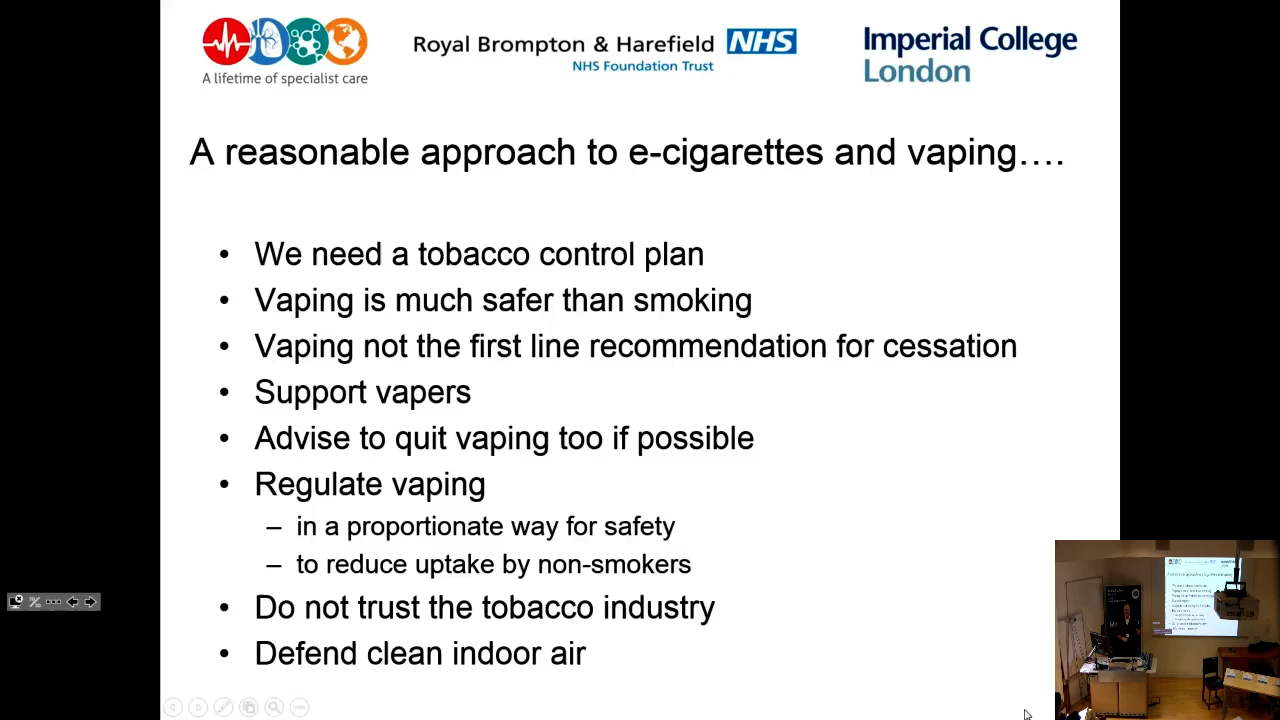 A lifetime of specialist care
Royal Brompton & Harefield NHS
NHS Foundation Trust
Imperial College
London
A reasonable approach to e-cigarettes and vaping….
• We need a tobacco control plan
• Vaping is much safer than smoking
• Vaping not the first line recommendation for cessation
• Support vapers
• Advise to quit vaping too if possible
• Regulate vaping
– in a proportionate way for safety
– to reduce uptake by non-smokers
• Do not trust the tobacco industry
• Defend clean indoor air